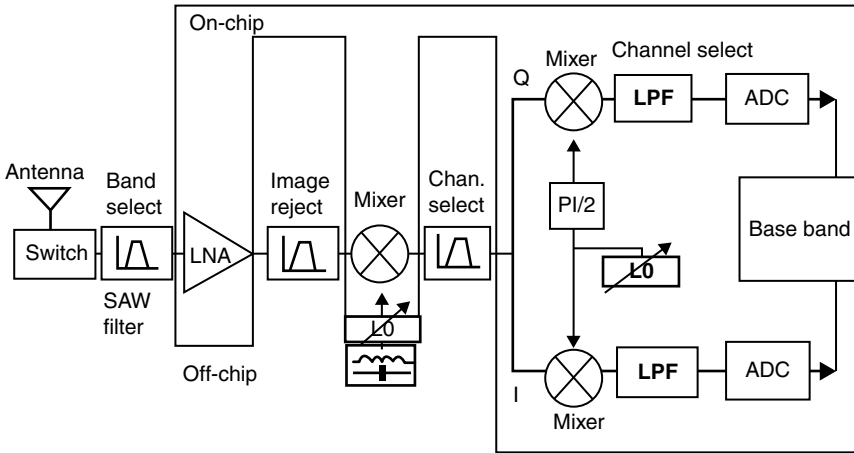 On-chip
Mixer
Channel select
Q
LPF
ADC
Antenna
Band
select
Image
reject
Mixer
Chan.
select
PI/2
Switch
LNA
Base band
L0
SAW
filter
L0
Off-chip
I
LPF
ADC
Mixer